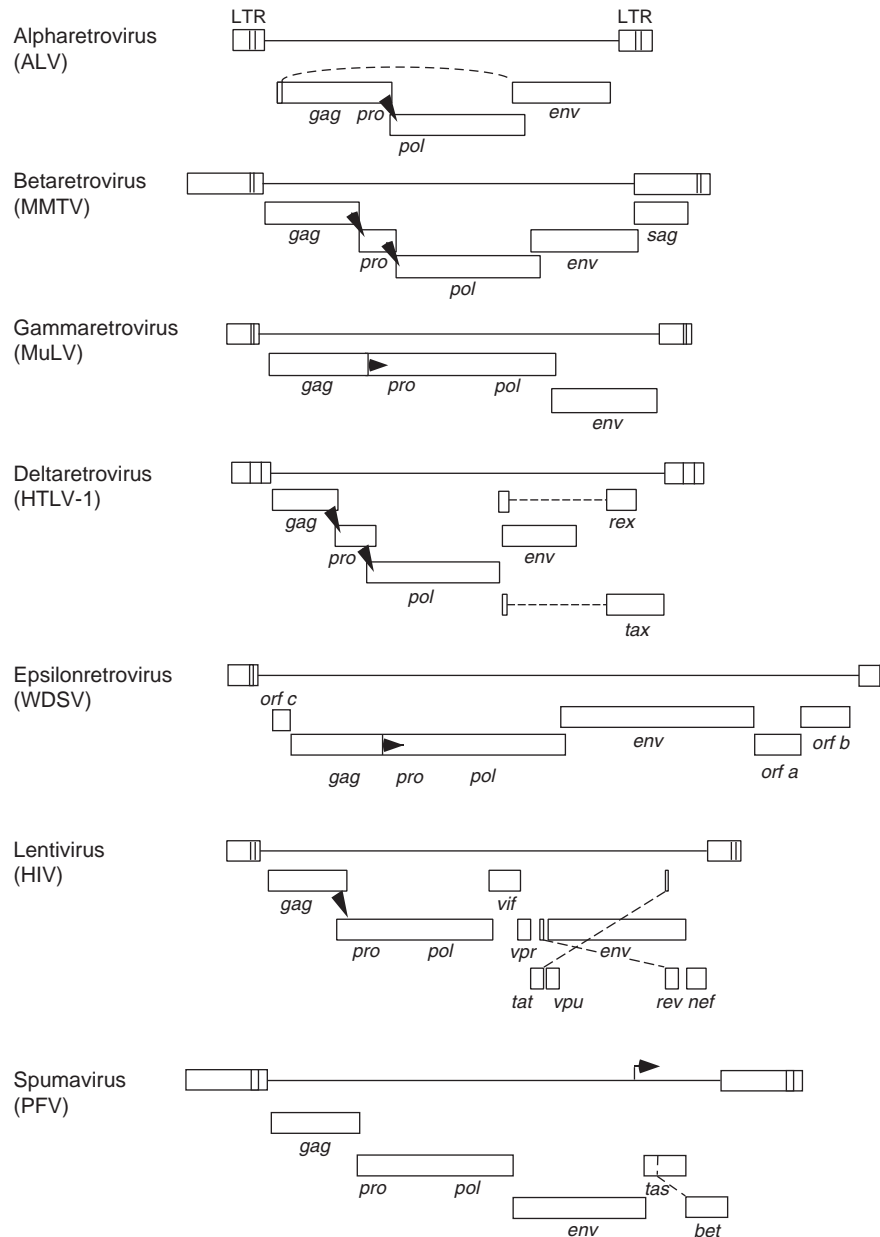 LTR LTR
Alpharetrovirus
(ALV)
gag pro env
pol
Betaretrovirus
(MMTV)
gag sag
pro env
pol
Gammaretrovirus
(MuLV)
gag pro pol
env
Deltaretrovirus
(HTLV-1)
gag rex
pro env
pol
tax
Epsilonretrovirus
(WDSV)
orf c
env orf b
gag pro pol orf a
Lentivirus
(HIV)
gag vif
pro pol vpr env
tat vpu rev nef
Spumavirus
(PFV)
gag
pro pol tas
env bet